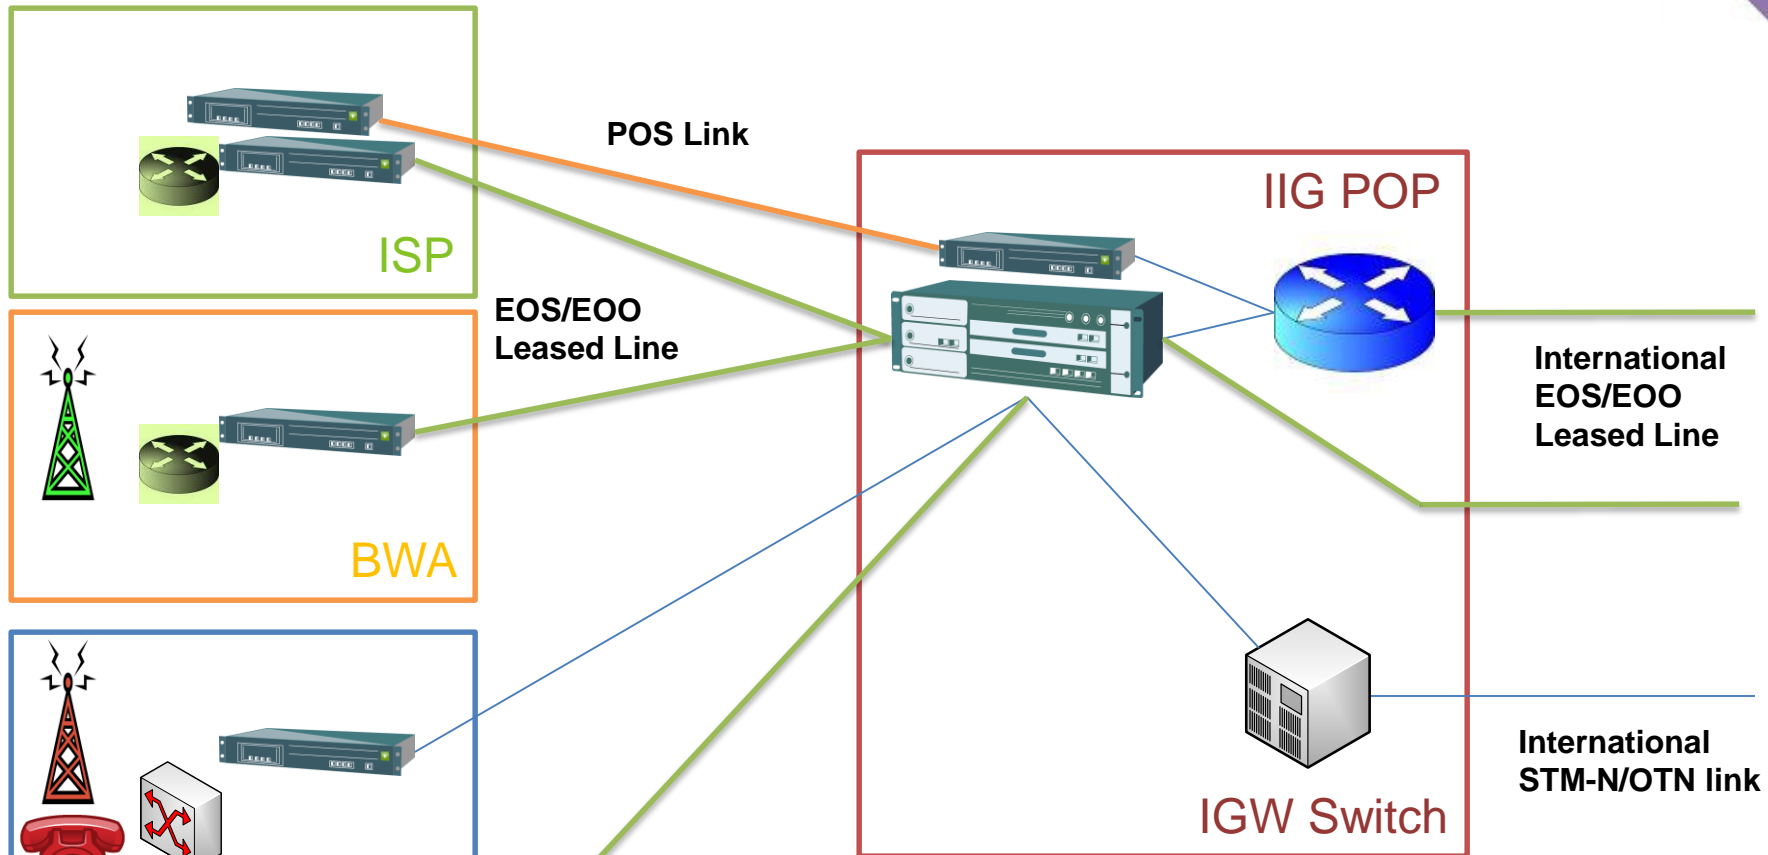 POS Link
IIG POP
ISP
EOS/EOO
Leased Line
International
EOS/EOO
Leased Line
BWA
International
STM-N/OTN link
IGW Switch